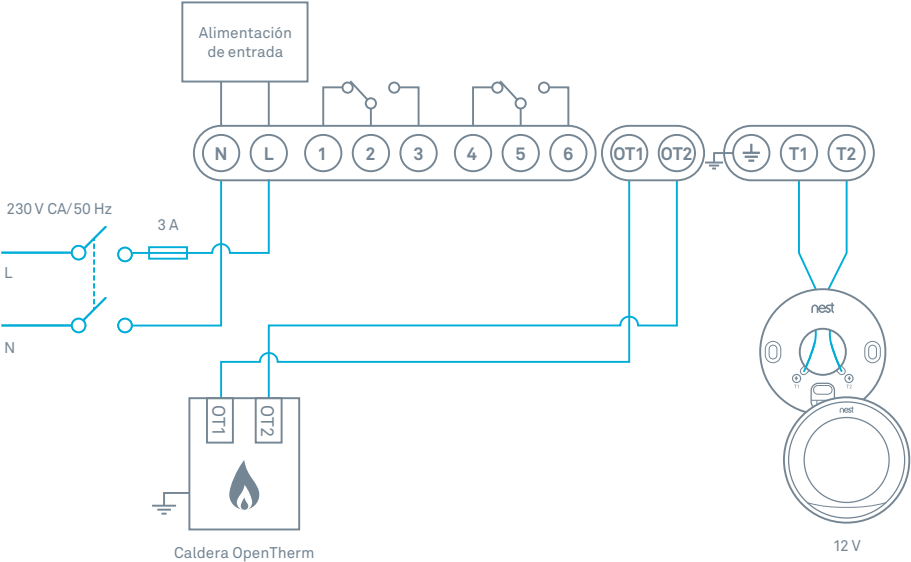 Alimentación
de entrada
N L 1 2 3 4 5 6 OT1 OT2 T1 T2
230 V CA/50 Hz
3 A
L
N
nest
T1 T2
nest
OT1 OT2
12 V
Caldera OpenTherm